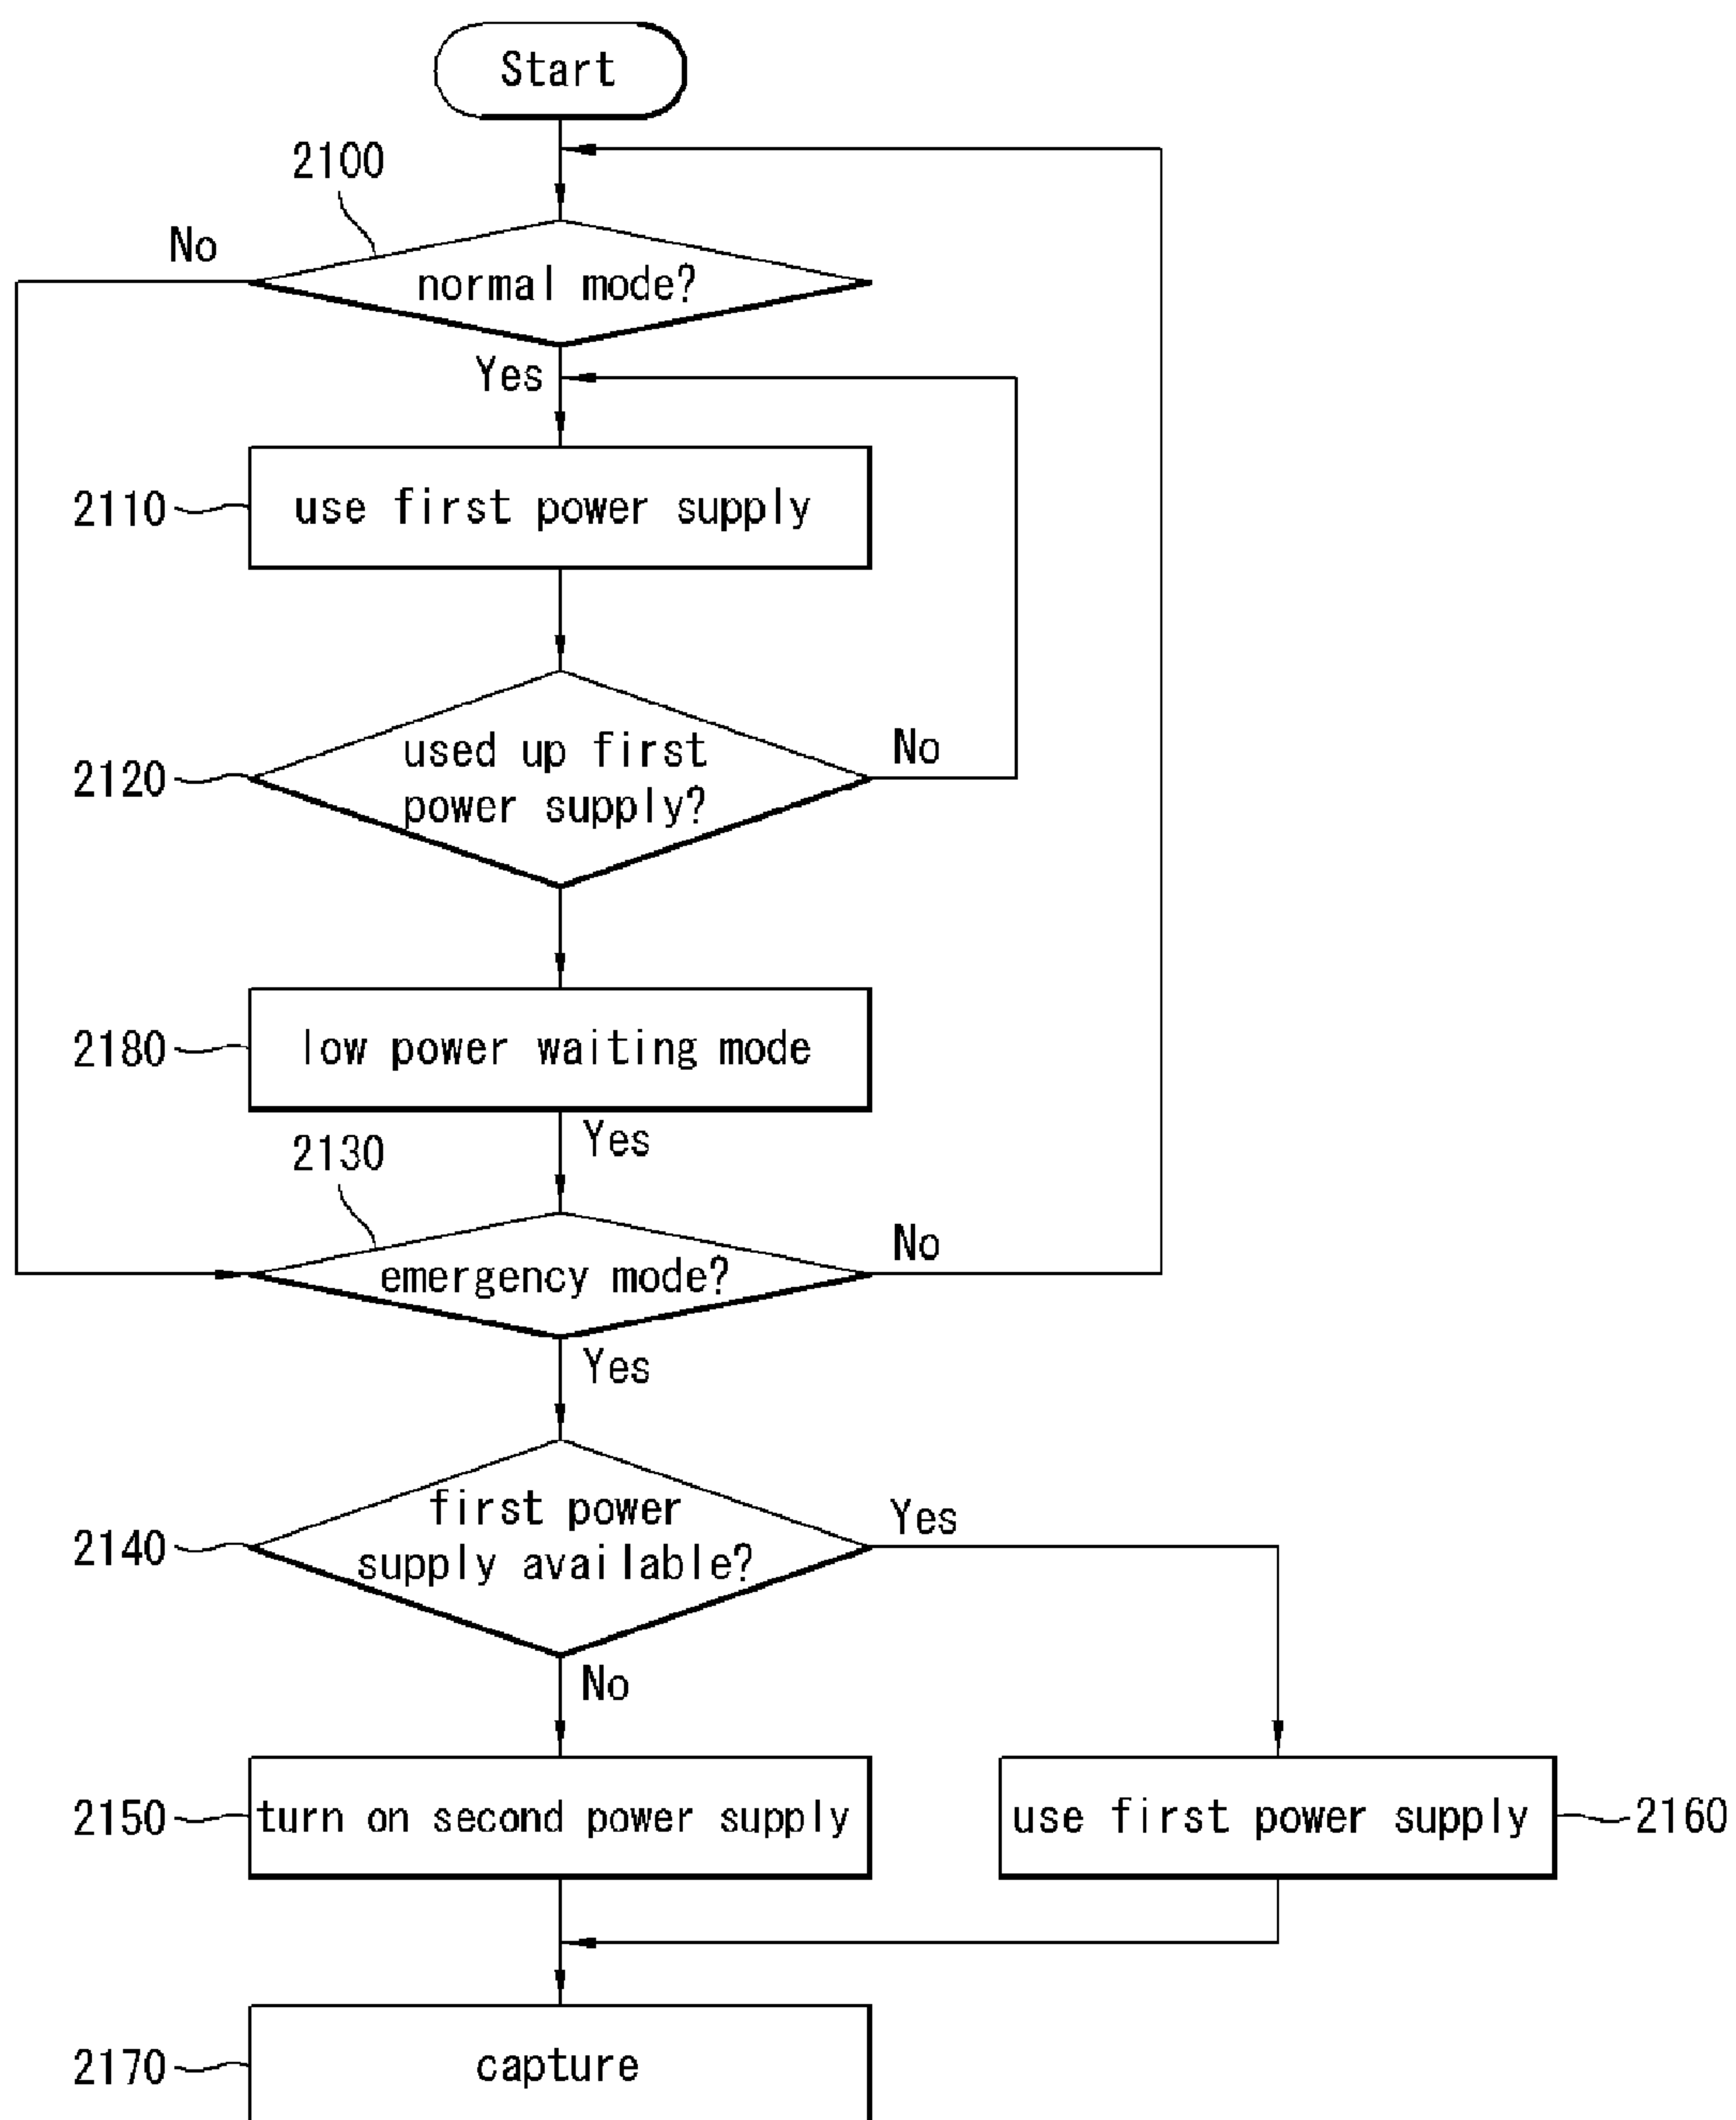 Start
2100
No
normal mode?
Yes
2110
use first power supply
used up first
power supply?
No
2120
2180
low power waiting mode
Yes
2130
No
emergency mode?
Yes
first power
supply available?
Yes
2140
No
2150
turn on second power supply
use first power supply
2160
2170
capture